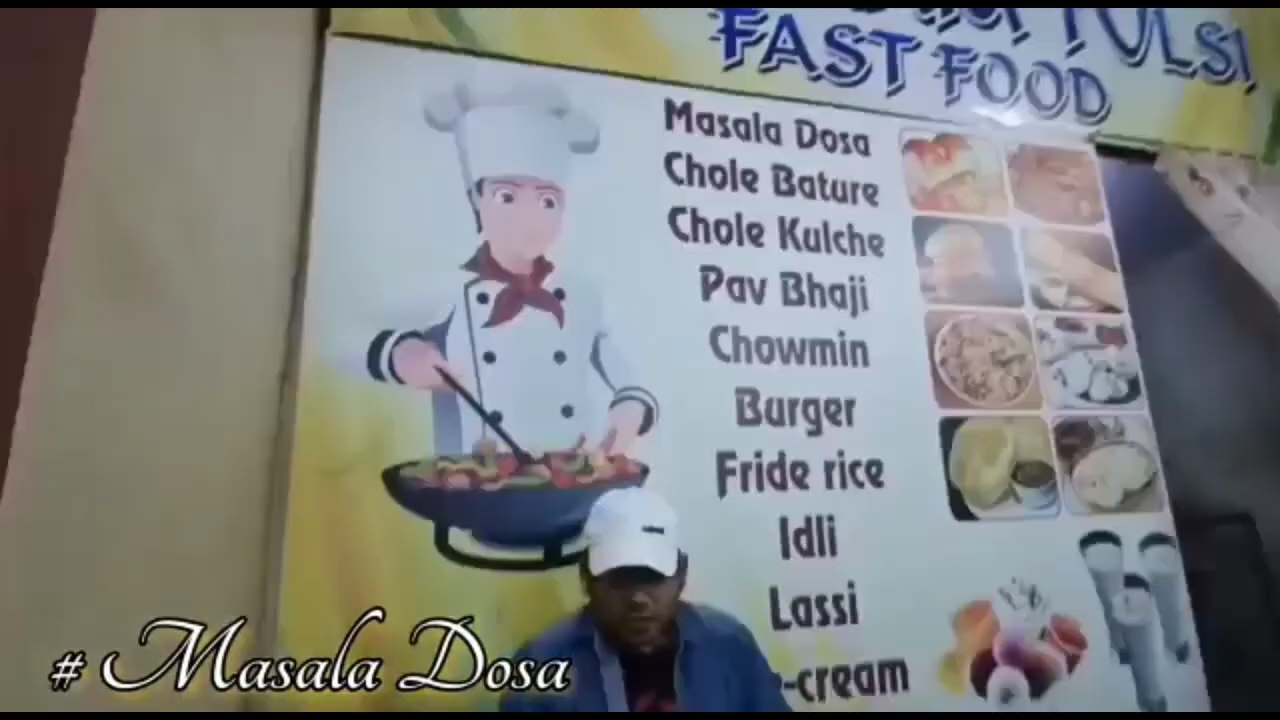 TULSI
FAST FOOD
Masala Dosa
Chole Bature
Chole Kulche
Pav Bhaji
Chowmin
Burger
Fride rice
Idli
Lassi
-cream
# Masala Dosa